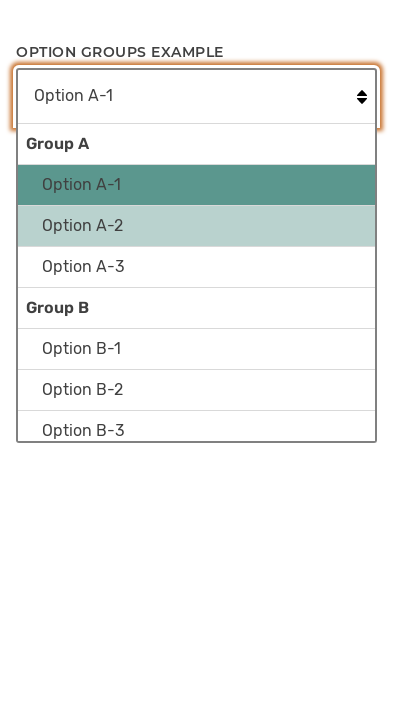 OPTION GROUPS EXAMPLE
Option A-1
Group A
Option A-1
Option A-2
Option A-3
Group B
Option B-1
Option B-2
Option B-3